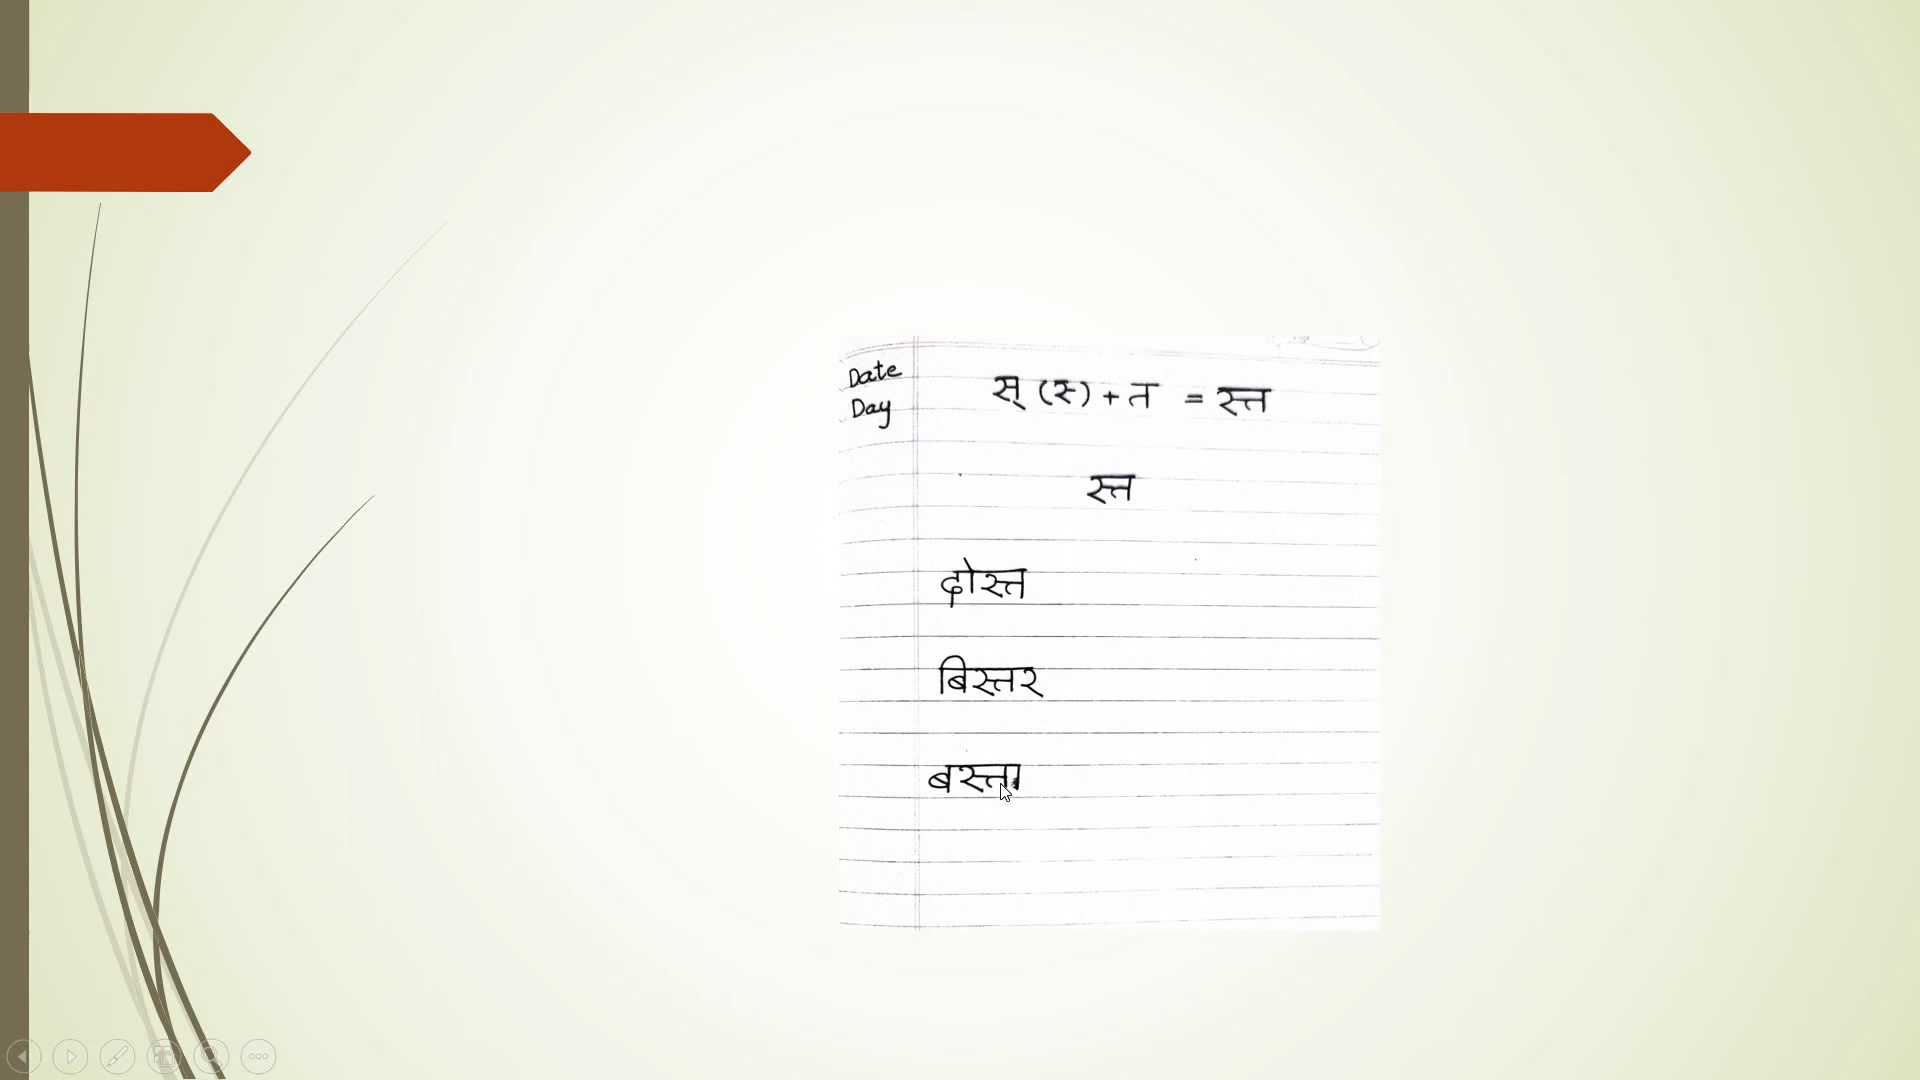 Date
Day
स् (स्‍) + त = स्त
स्त
दोस्त
बिस्तर
बस्ता